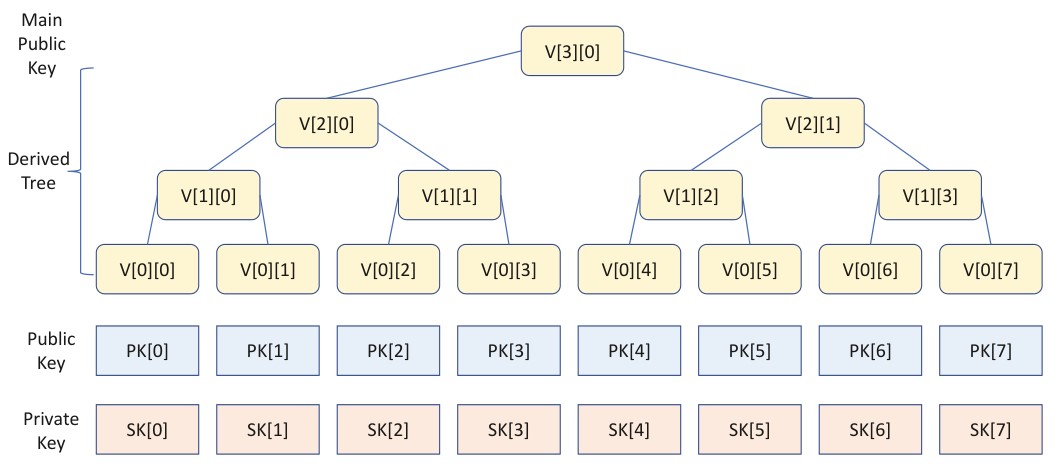 Main
Public
Key
V[3][0]
V[2][0]
V[2][1]
Derived
Tree
V[1][0]
V[1][1]
V[1][2]
V[1][3]
V[0][0]
V[0][1]
V[0][2]
V[0][3]
V[0][4]
V[0][5]
V[0][6]
V[0][7]
Public
Key
PK[0]
PK[1]
PK[2]
PK[3]
PK[4]
PK[5]
PK[6]
PK[7]
Private
Key
SK[0]
SK[1]
SK[2]
SK[3]
SK[4]
SK[5]
SK[6]
SK[7]